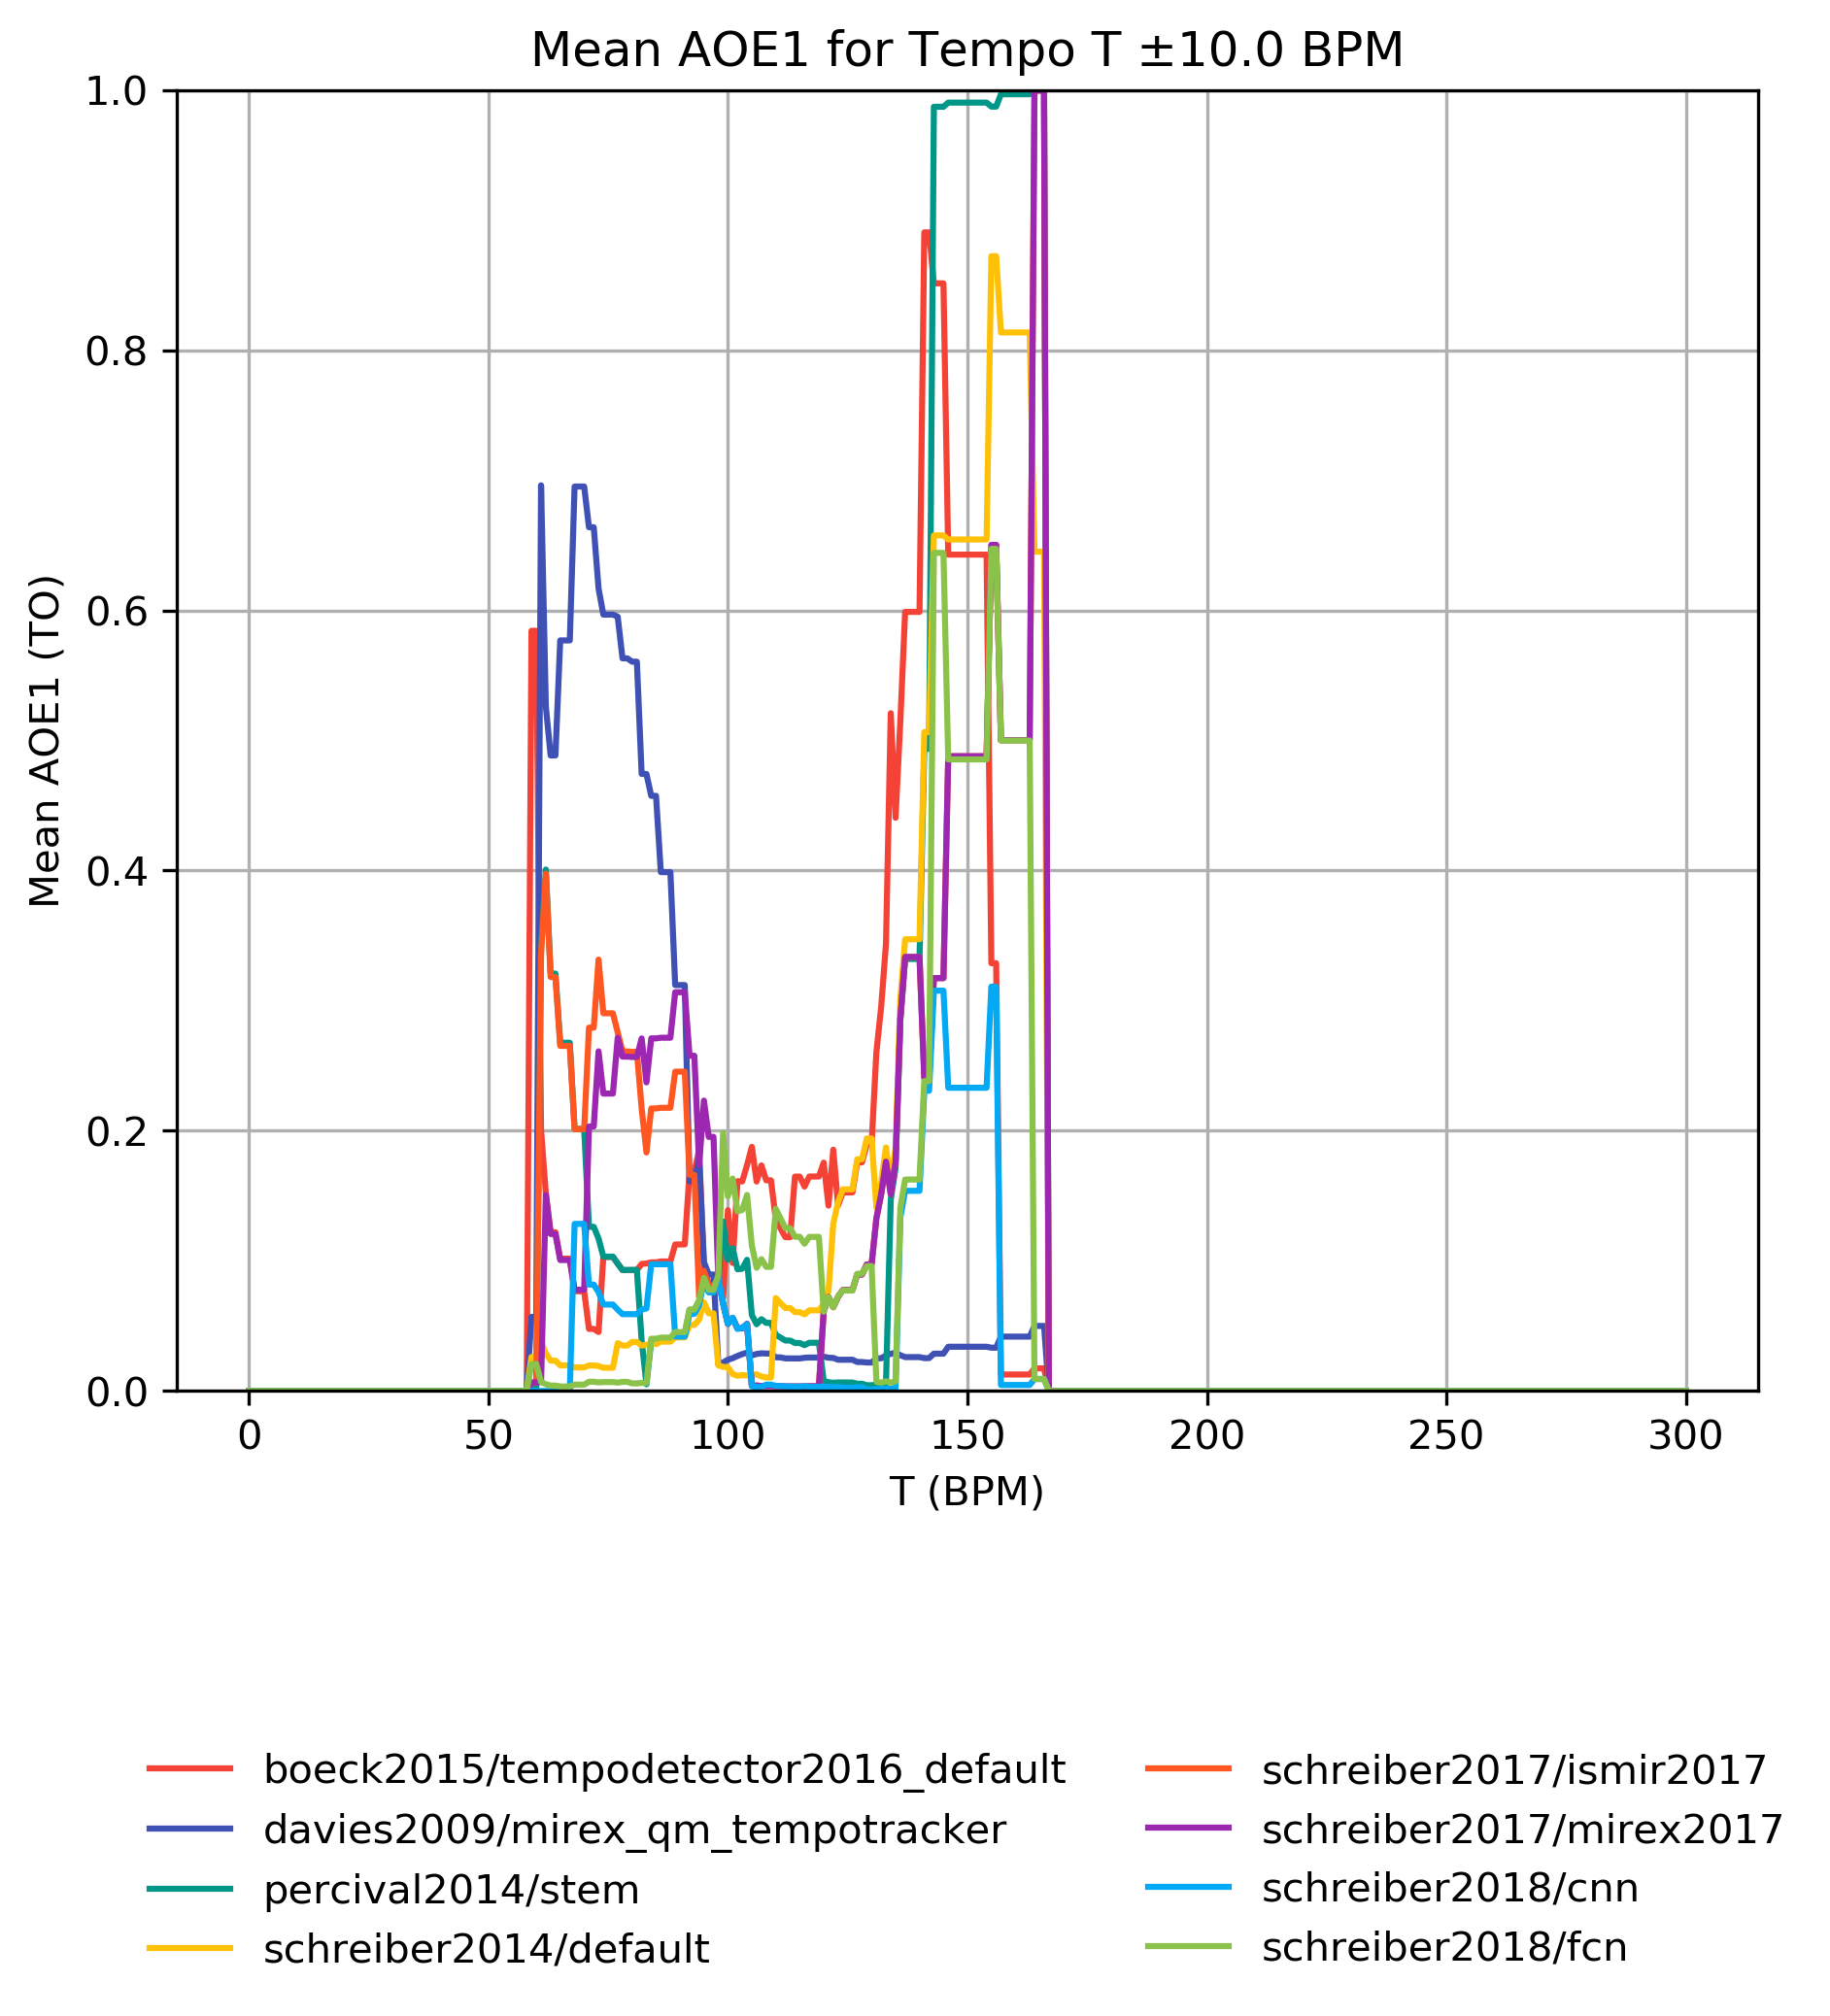 Mean AOE1 for Tempo T ±10.0 BPM
1.0
0.8
0.6
0.4
0.2
0.0
Mean AOE1 (TO)
0 50 100 150 200 250 300
T (BPM)
boeck2015/tempodetector2016_default
davies2009/mirex_qm_tempotracker
percival2014/stem
schreiber2014/default
schreiber2017/ismir2017
schreiber2017/mirex2017
schreiber2018/cnn
schreiber2018/fcn